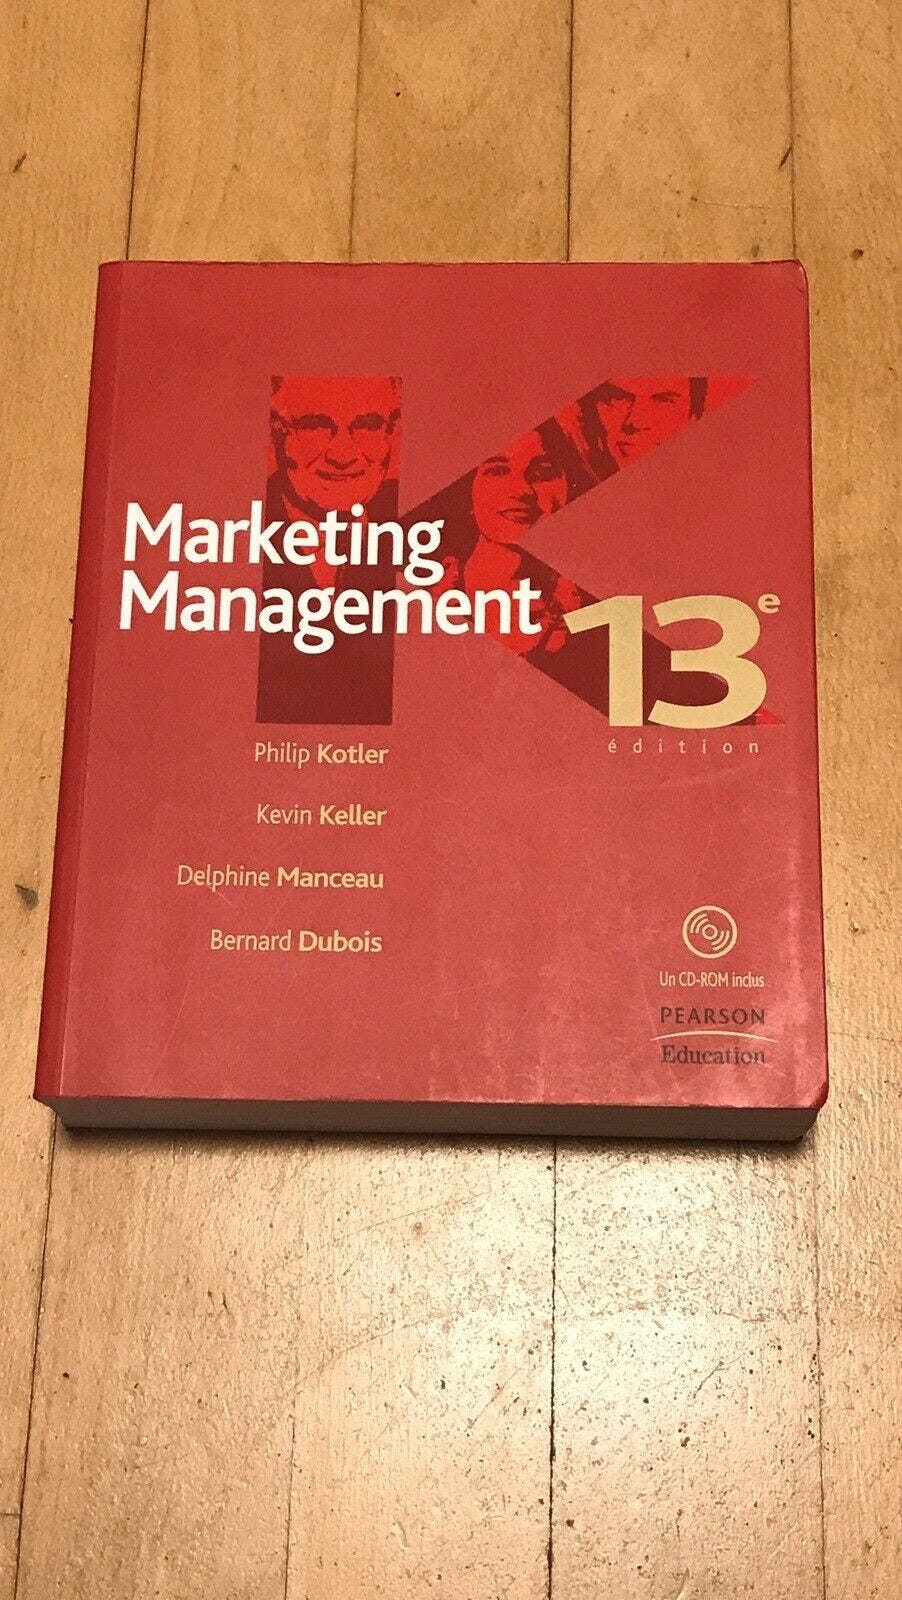 Marketing
Management
13e
édition
Philip Kotler
Kevin Keller
Delphine Manceau
Bernard Dubois
Un CD-ROM inclus
PEARSON
Education